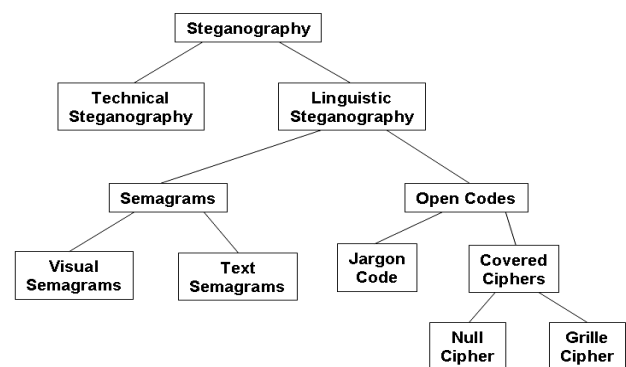 Steganography
Technical
Steganography
Linguistic
Steganography
Semagrams
Open Codes
Visual
Semagrams
Text
Semagrams
Jargon
Code
Covered
Ciphers
Null
Cipher
Grille
Cipher